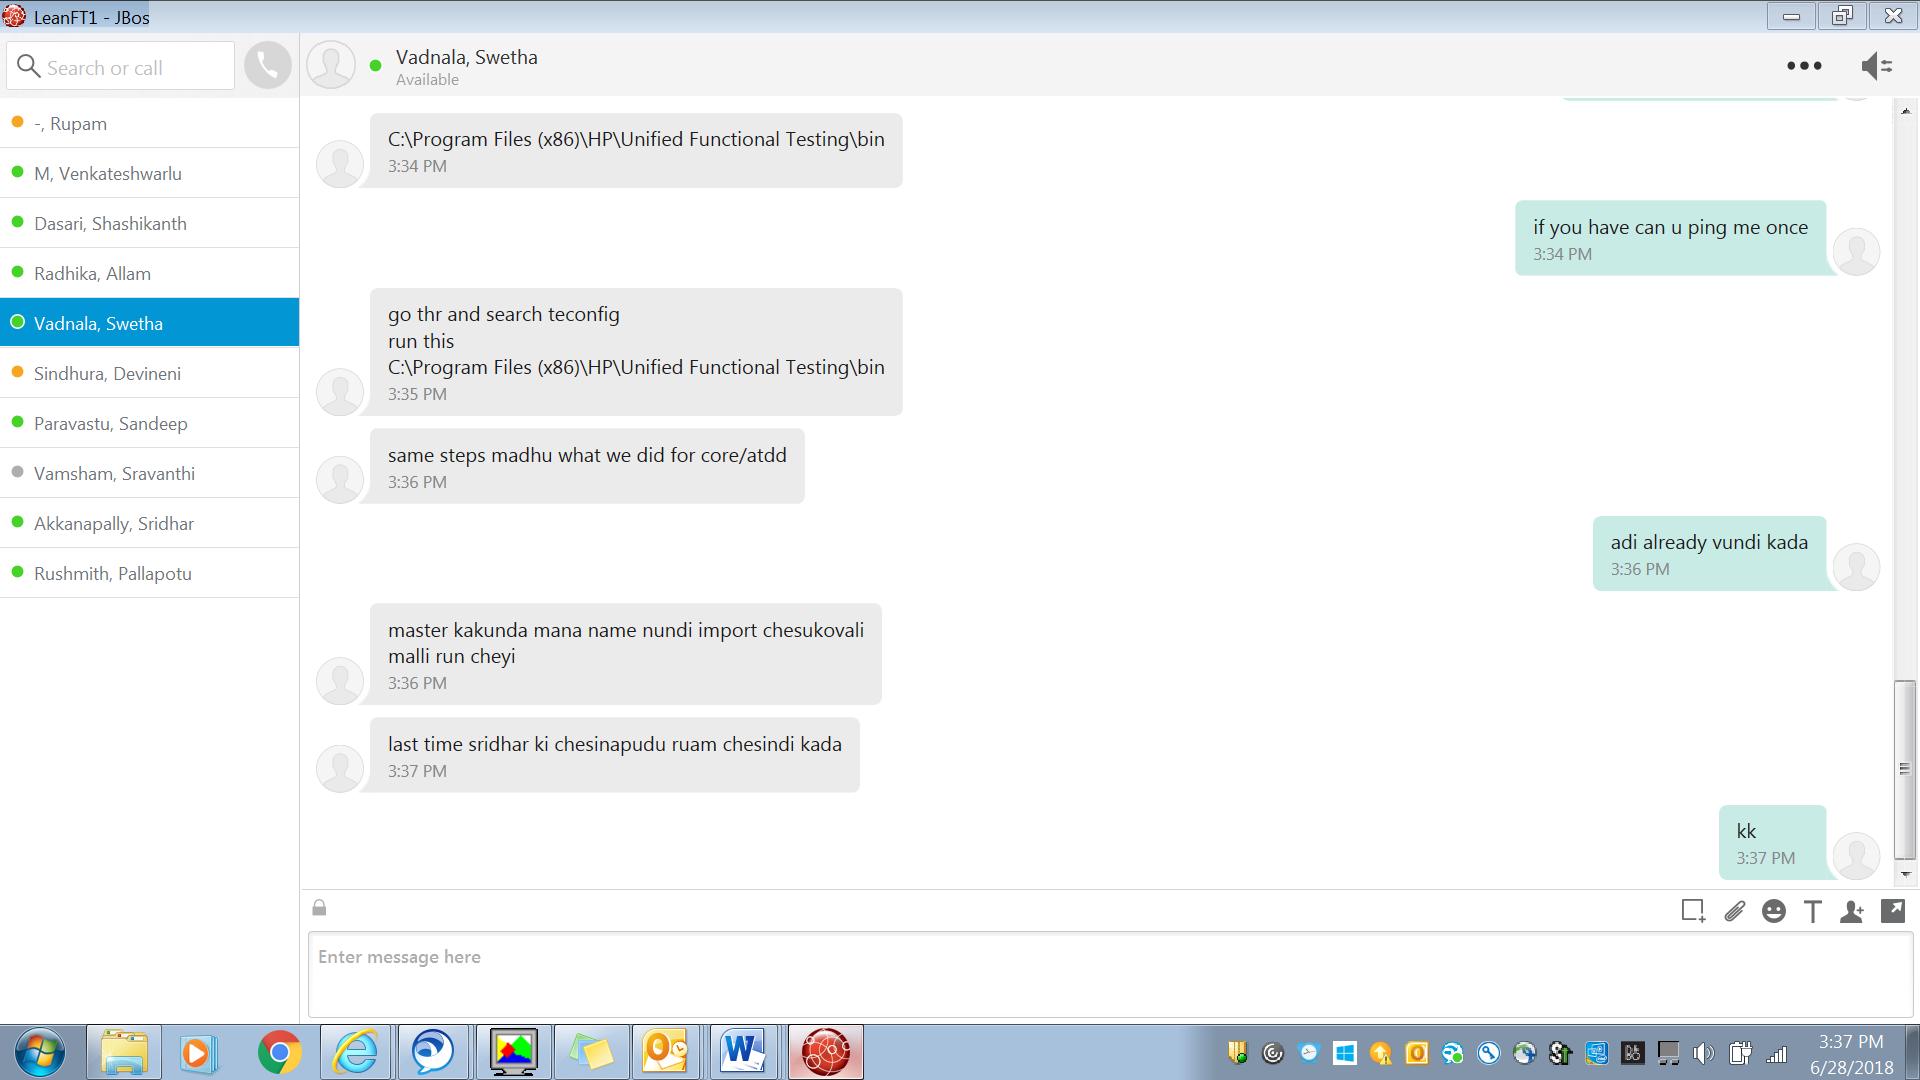 LeanFT1 - JBos
Search or call
Vadnala, Swetha
Available
-, Rupam
M, Venkateshwarlu
Dasari, Shashikanth
Radhika, Allam
Vadnala, Swetha
Sindhura, Devineni
Paravastu, Sandeep
Vamsham, Sravanthi
Akkanapally, Sridhar
Rushmith, Pallapotu
C:\Program Files (x86)\HP\Unified Functional Testing\bin
3:34 PM
if you have can u ping me once
3:34 PM
go thr and search teconfig
run this
C:\Program Files (x86)\HP\Unified Functional Testing\bin
3:35 PM
same steps madhu what we did for core/atdd
3:36 PM
adi already vundi kada
3:36 PM
master kakunda mana name nundi import chesukovali
malli run cheyi
3:36 PM
last time sridhar ki chesinapudu ruam chesindi kada
3:37 PM
kk
3:37 PM
Enter message here
3:37 PM
6/28/2018